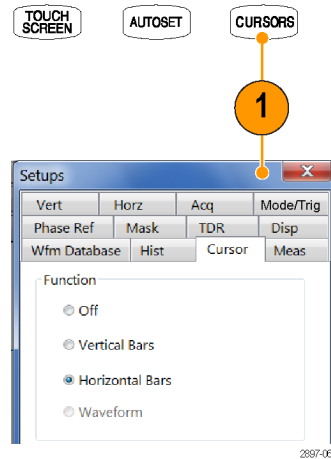 TOUCH SCREEN AUTOSET CURSORS
1
Setups X
Vert Horz Acq Mode/Trig
Phase Ref Mask TDR Disp
Wfm Database Hist Cursor Meas
Function
Off
Vertical Bars
Horizontal Bars
Waveform
2897-06